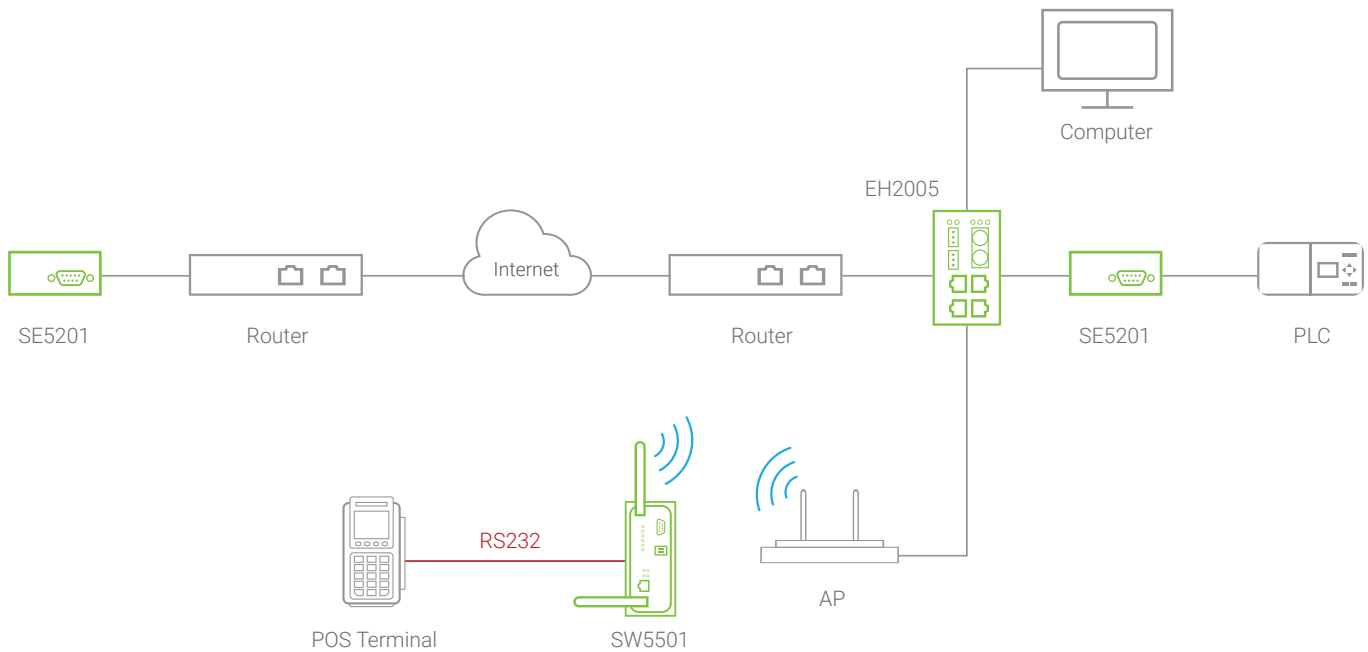 Computer
EH2005
Internet
SE5201
Router
Router
SE5201
PLC
RS232
AP
POS Terminal
SW5501